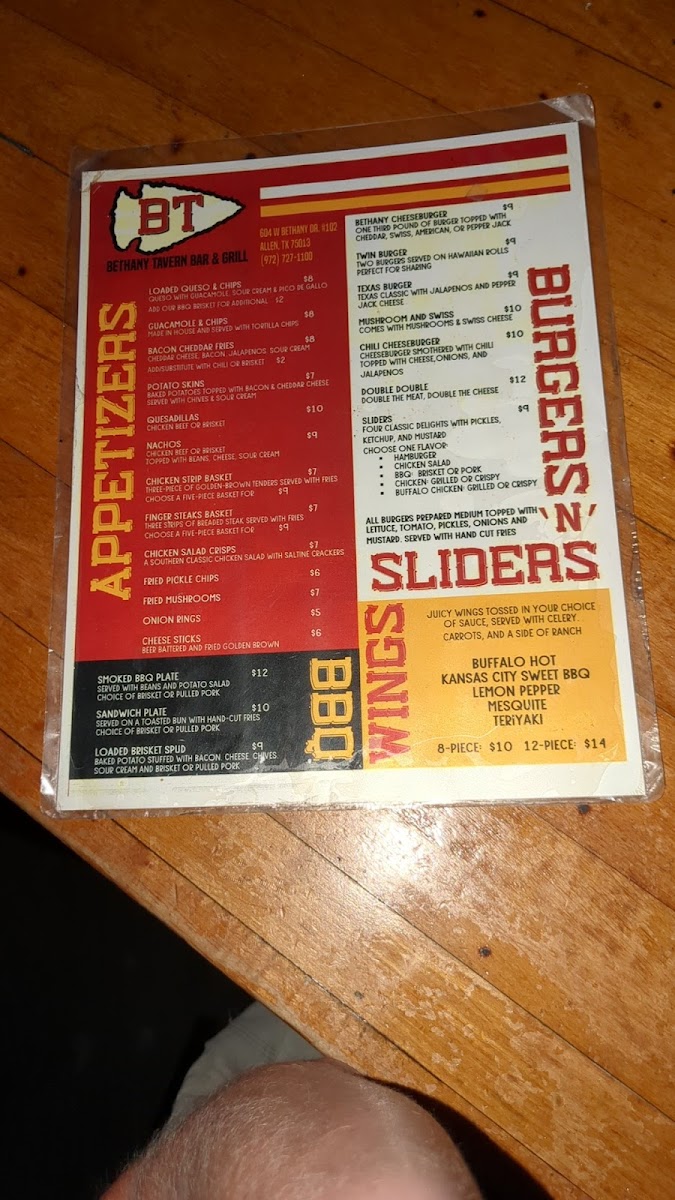 BT
BETHANY TAVERN BAR & GRILL
604 W BETHANY DR. #102
ALLEN, TX 75013
(972) 727-1100
APPETIZERS
LOADED QUESO & CHIPS $8
QUESO WITH GUACAMOLE, SOUR CREAM & PICO DE GALLO
ADD OUR BBQ BRISKET FOR ADDITIONAL $2
GUACAMOLE & CHIPS $8
MADE IN HOUSE AND SERVED WITH TORTILLA CHIPS
BACON CHEDDAR FRIES $8
CHEDDAR CHEESE, BACON, JALAPENOS, SOUR CREAM
ADD/SUBSTITUTE WITH CHILI OR BRISKET $2
POTATO SKINS $7
BAKED POTATOES TOPPED WITH BACON & CHEDDAR CHEESE
SERVED WITH CHIVES & SOUR CREAM
QUESADILLAS $10
CHICKEN BEEF OR BRISKET
NACHOS $9
CHICKEN BEEF OR BRISKET
TOPPED WITH BEANS, CHEESE, SOUR CREAM
CHICKEN STRIP BASKET $7
THREE-PIECE OF GOLDEN-BROWN TENDERS SERVED WITH FRIES
CHOOSE A FIVE-PIECE BASKET FOR $9
FINGER STEAKS BASKET $7
THREE STRIPS OF BREADED STEAK SERVED WITH FRIES
CHOOSE A FIVE-PIECE BASKET FOR $9
CHICKEN SALAD CRISPS $7
A SOUTHERN CLASSIC CHICKEN SALAD WITH SALTINE CRACKERS
FRIED PICKLE CHIPS $6
FRIED MUSHROOMS $7
ONION RINGS $5
CHEESE STICKS $6
BEER BATTERED AND FRIED GOLDEN BROWN
BBQ
SMOKED BBQ PLATE $12
SERVED WITH BEANS AND POTATO SALAD
CHOICE OF BRISKET OR PULLED PORK
SANDWICH PLATE $10
SERVED ON A TOASTED BUN WITH HAND-CUT FRIES
CHOICE OF BRISKET OR PULLED PORK
LOADED BRISKET SPUD $9
BAKED POTATO STUFFED WITH BACON, CHEESE, CHIVES,
SOUR CREAM AND BRISKET OR PULLED PORK
BETHANY CHEESEBURGER $9
ONE THIRD POUND OF BURGER TOPPED WITH
CHEDDAR, SWISS, AMERICAN, OR PEPPER JACK
TWIN BURGER $9
TWO BURGERS SERVED ON HAWAIIAN ROLLS
PERFECT FOR SHARING
TEXAS BURGER $9
TEXAS CLASSIC WITH JALAPENOS AND PEPPER
JACK CHEESE
MUSHROOM AND SWISS $10
COMES WITH MUSHROOMS & SWISS CHEESE
CHILI CHEESEBURGER $10
CHEESEBURGER SMOTHERED WITH CHILI
TOPPED WITH CHEESE,ONIONS, AND
JALAPENOS
DOUBLE DOUBLE $12
DOUBLE THE MEAT, DOUBLE THE CHEESE
SLIDERS $9
FOUR CLASSIC DELIGHTS WITH PICKLES,
KETCHUP, AND MUSTARD
CHOOSE ONE FLAVOR:
• HAMBURGER
• CHICKEN SALAD
• BBQ: BRISKET OR PORK
• CHICKEN: GRILLED OR CRISPY
• BUFFALO CHICKEN: GRILLED OR CRISPY
ALL BURGERS PREPARED MEDIUM TOPPED WITH
LETTUCE, TOMATO, PICKLES, ONIONS AND
MUSTARD. SERVED WITH HAND CUT FRIES
BURGERS 'N'
SLIDERS
WINGS
JUICY WINGS TOSSED IN YOUR CHOICE
OF SAUCE, SERVED WITH CELERY,
CARROTS, AND A SIDE OF RANCH
BUFFALO HOT
KANSAS CITY SWEET BBQ
LEMON PEPPER
MESQUITE
TERiYAKI
8-PIECE: $10 12-PIECE: $14